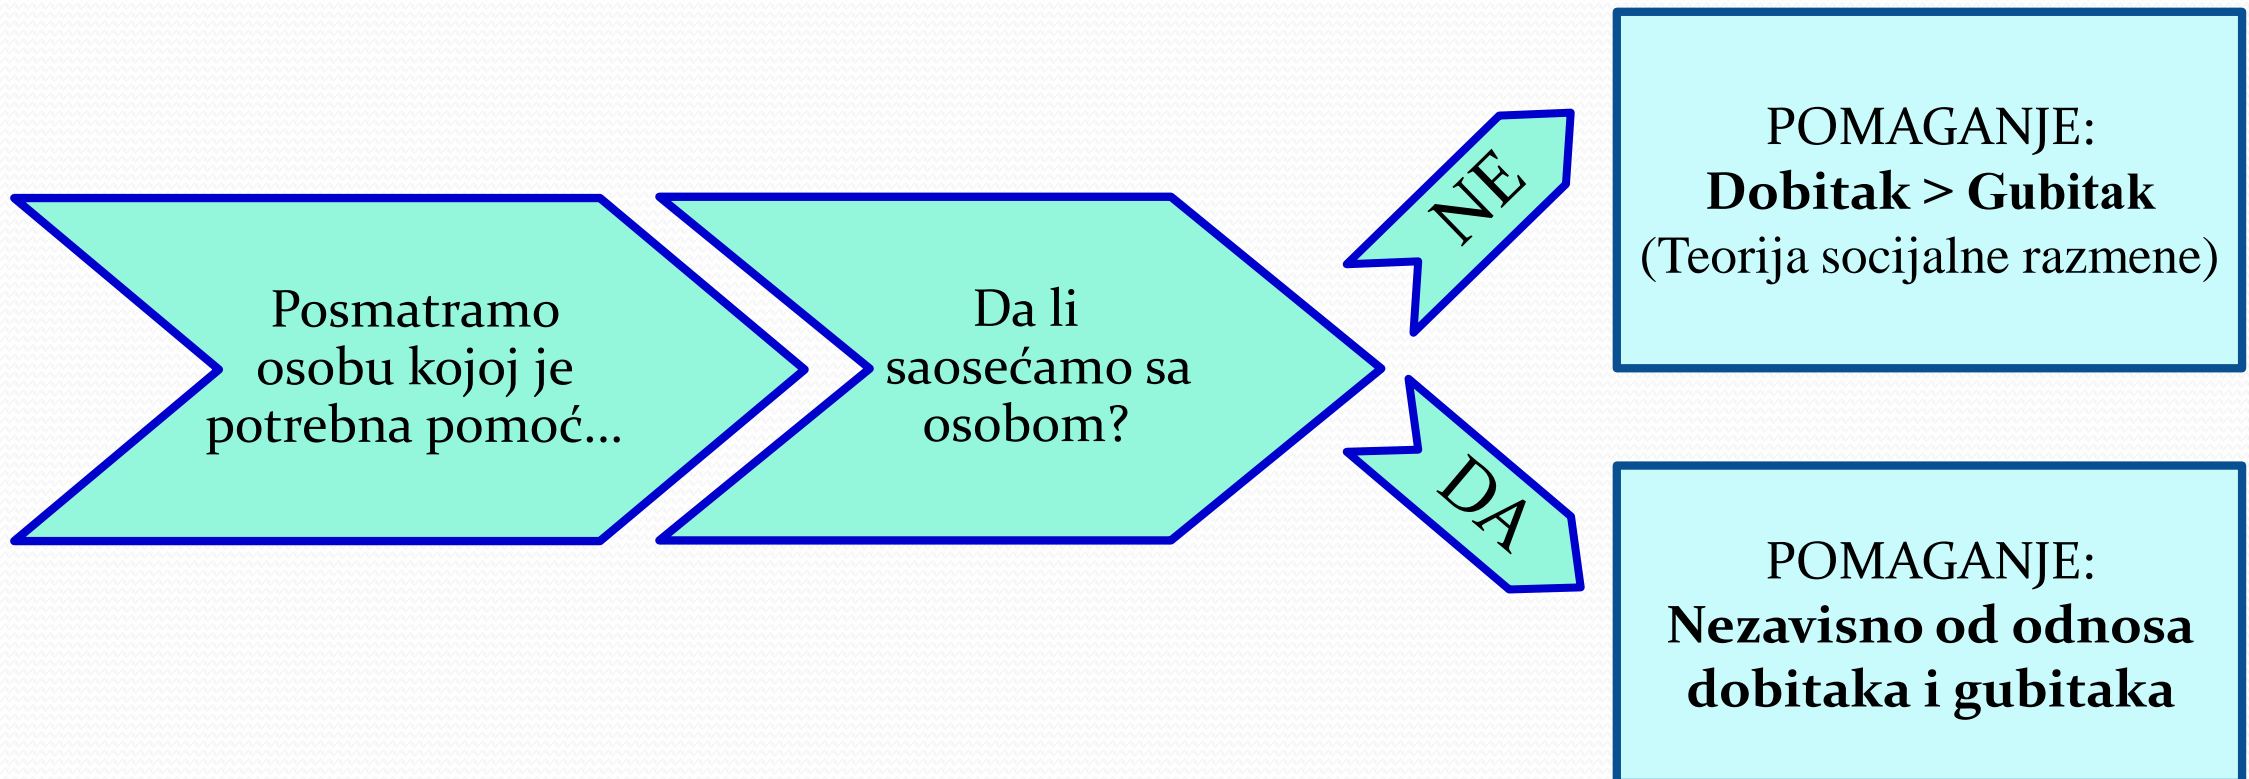 Posmatramo
osobu kojoj je
potrebna pomoć...
Da li
saosećamo sa
osobom?
NE
POMAGANJE:
Dobitak > Gubitak
(Teorija socijalne razmene)
DA
POMAGANJE:
Nezavisno od odnosa
dobitaka i gubitaka